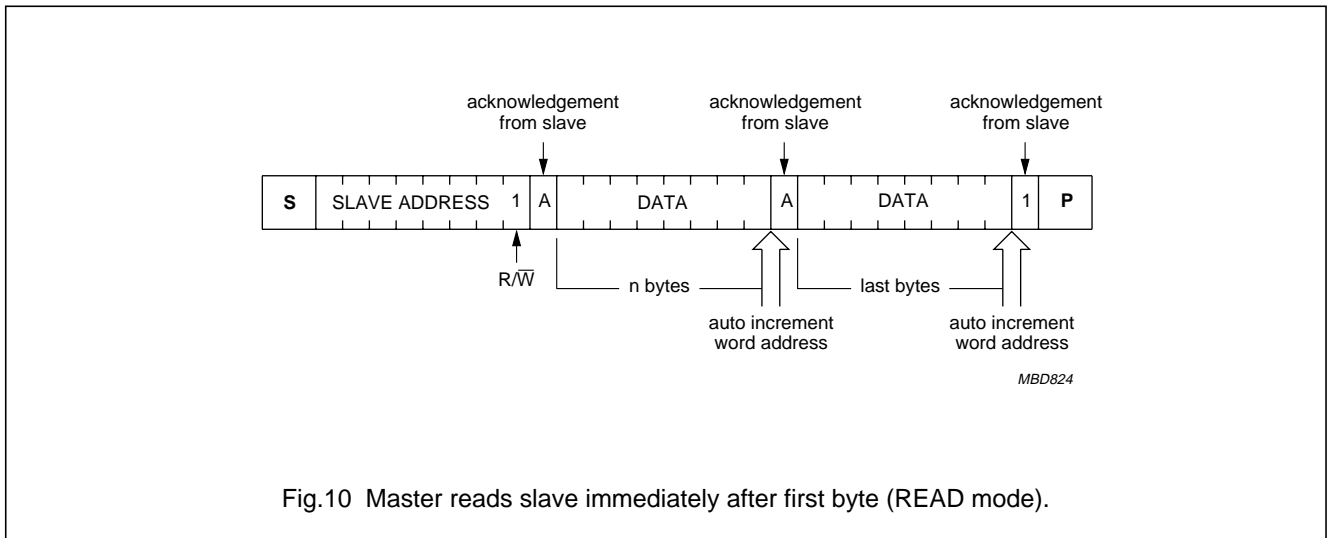 acknowledgement
from slave
acknowledgement
from slave
acknowledgement
from slave
S SLAVE ADDRESS 1 A DATA A DATA 1 P
R/W̅
n bytes
last bytes
auto increment
word address
auto increment
word address
MBD824
Fig.10 Master reads slave immediately after first byte (READ mode).